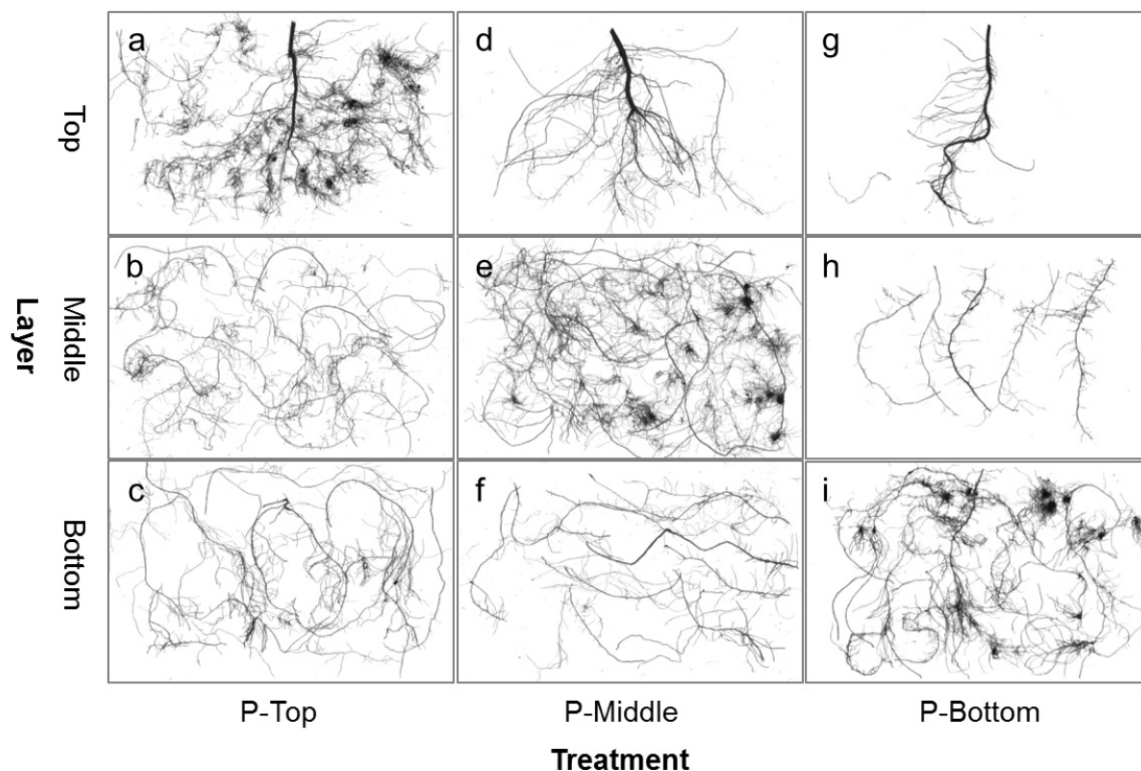 a
d
g
Top
b
e
h
Middle
Layer
c
f
i
Bottom
P-Top
P-Middle
P-Bottom
Treatment